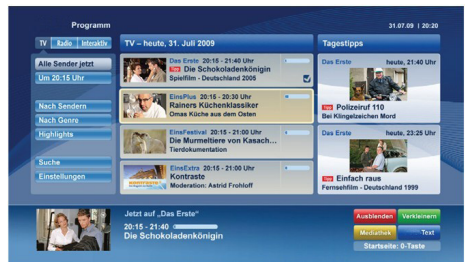 Programm
31.07.09 | 20:20
TV Radio Interaktiv
TV – heute, 31. Juli 2009
Tagestipps
Alle Sender jetzt
Um 20:15 Uhr
Nach Sendern
Nach Genre
Highlights
Suche
Einstellungen
Das Erste 20:15 - 21:40 Uhr
Tipp Die Schokoladenkönigin
Spielfilm - Deutschland 2005
EinsPlus 20:15 - 20:30 Uhr
Rainers Küchenklassiker
Omas Küche aus dem Osten
EinsFestival 20:15 - 21:00 Uhr
Die Murmeltiere von Kasach...
Tierdokumentation
EinsExtra 20:15 - 21:00 Uhr
Kontraste
Moderation: Astrid Frohloff
kontraste
Das Erste heute, 21:40 Uhr
Tipp Polizeiruf 110
Bei Klingelzeichen Mord
Das Erste heute, 23:25 Uhr
Tipp Einfach raus
Fernsehfilm - Deutschland 1999
Jetzt auf „Das Erste“
20:15 - 21:40
Die Schokoladenkönigin
Ausblenden Verkleinern
Mediathek Text
Startseite: 0-Taste